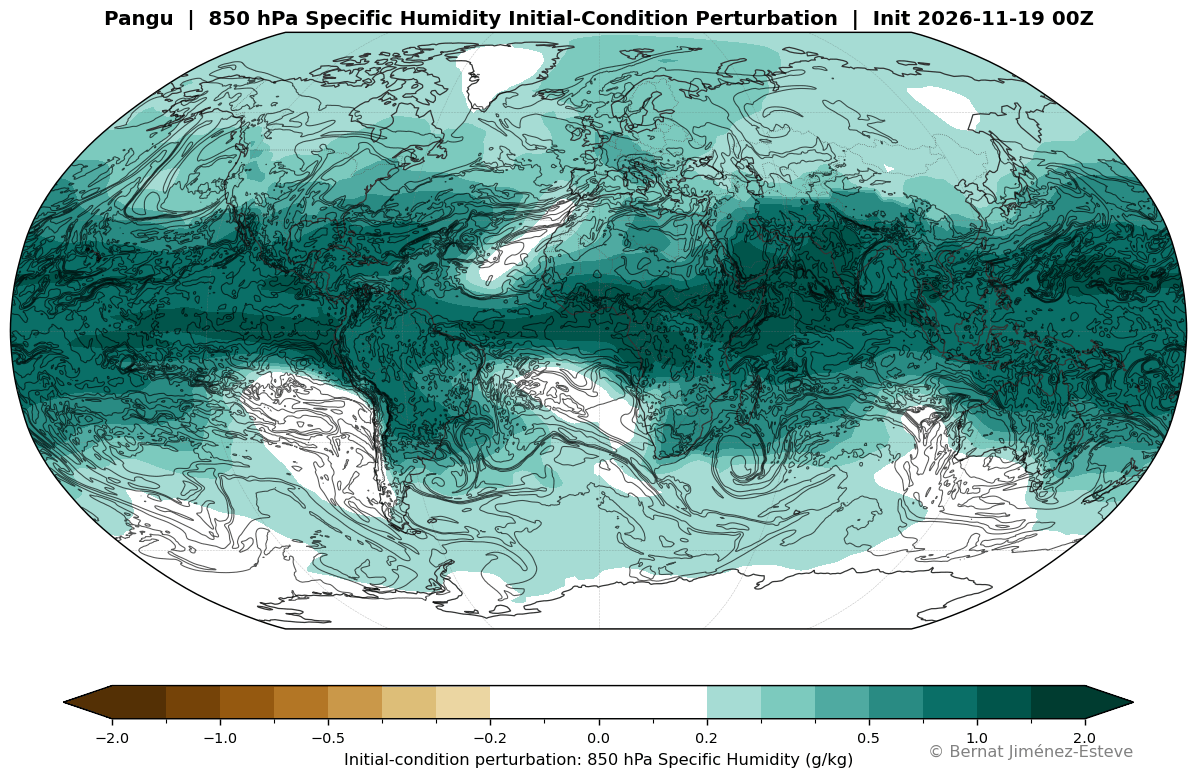 Pangu  |  850 hPa Specific Humidity Initial-Condition Perturbation  |  Init 2026-11-19 00Z
−2.0 −1.0 −0.5 −0.2 0.0 0.2 0.5 1.0 2.0
Initial-condition perturbation: 850 hPa Specific Humidity (g/kg)
© Bernat Jiménez-Esteve